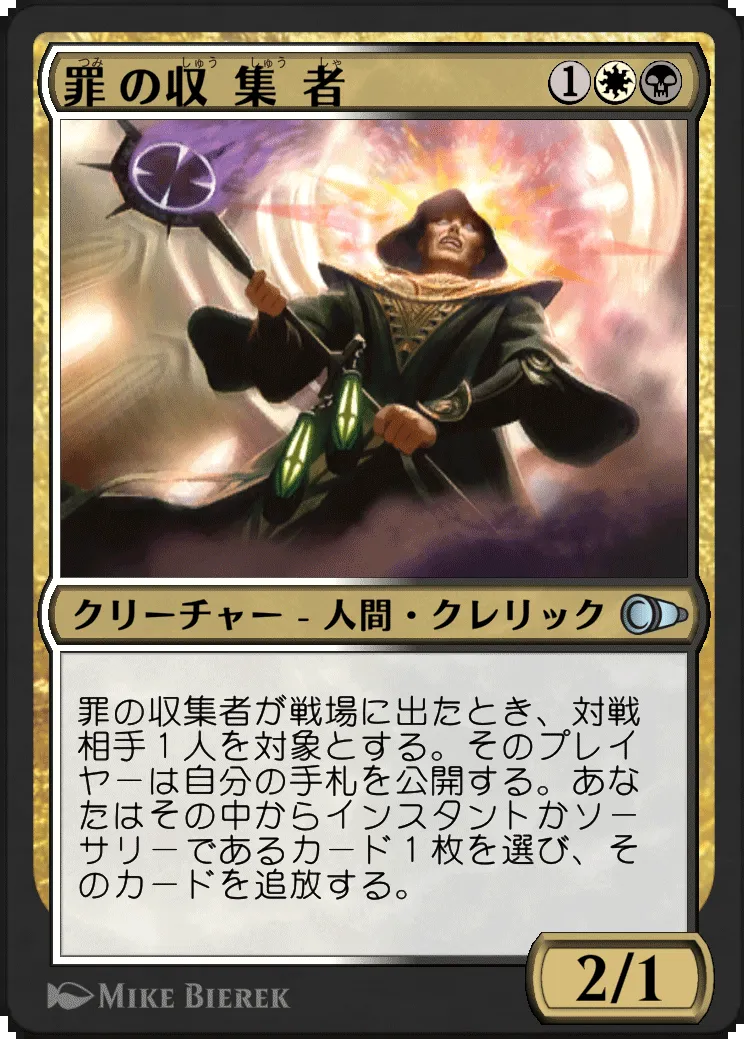 罪の収集者 1
つみ しゅう しゅう しゃ
クリーチャー - 人間・クレリック
罪の収集者が戦場に出たとき、対戦
相手1人を対象とする。そのプレイ
ヤーは自分の手札を公開する。あな
たはその中からインスタントかソー
サリーであるカード1枚を選び、そ
のカードを追放する。
2/1
MIKE BIEREK